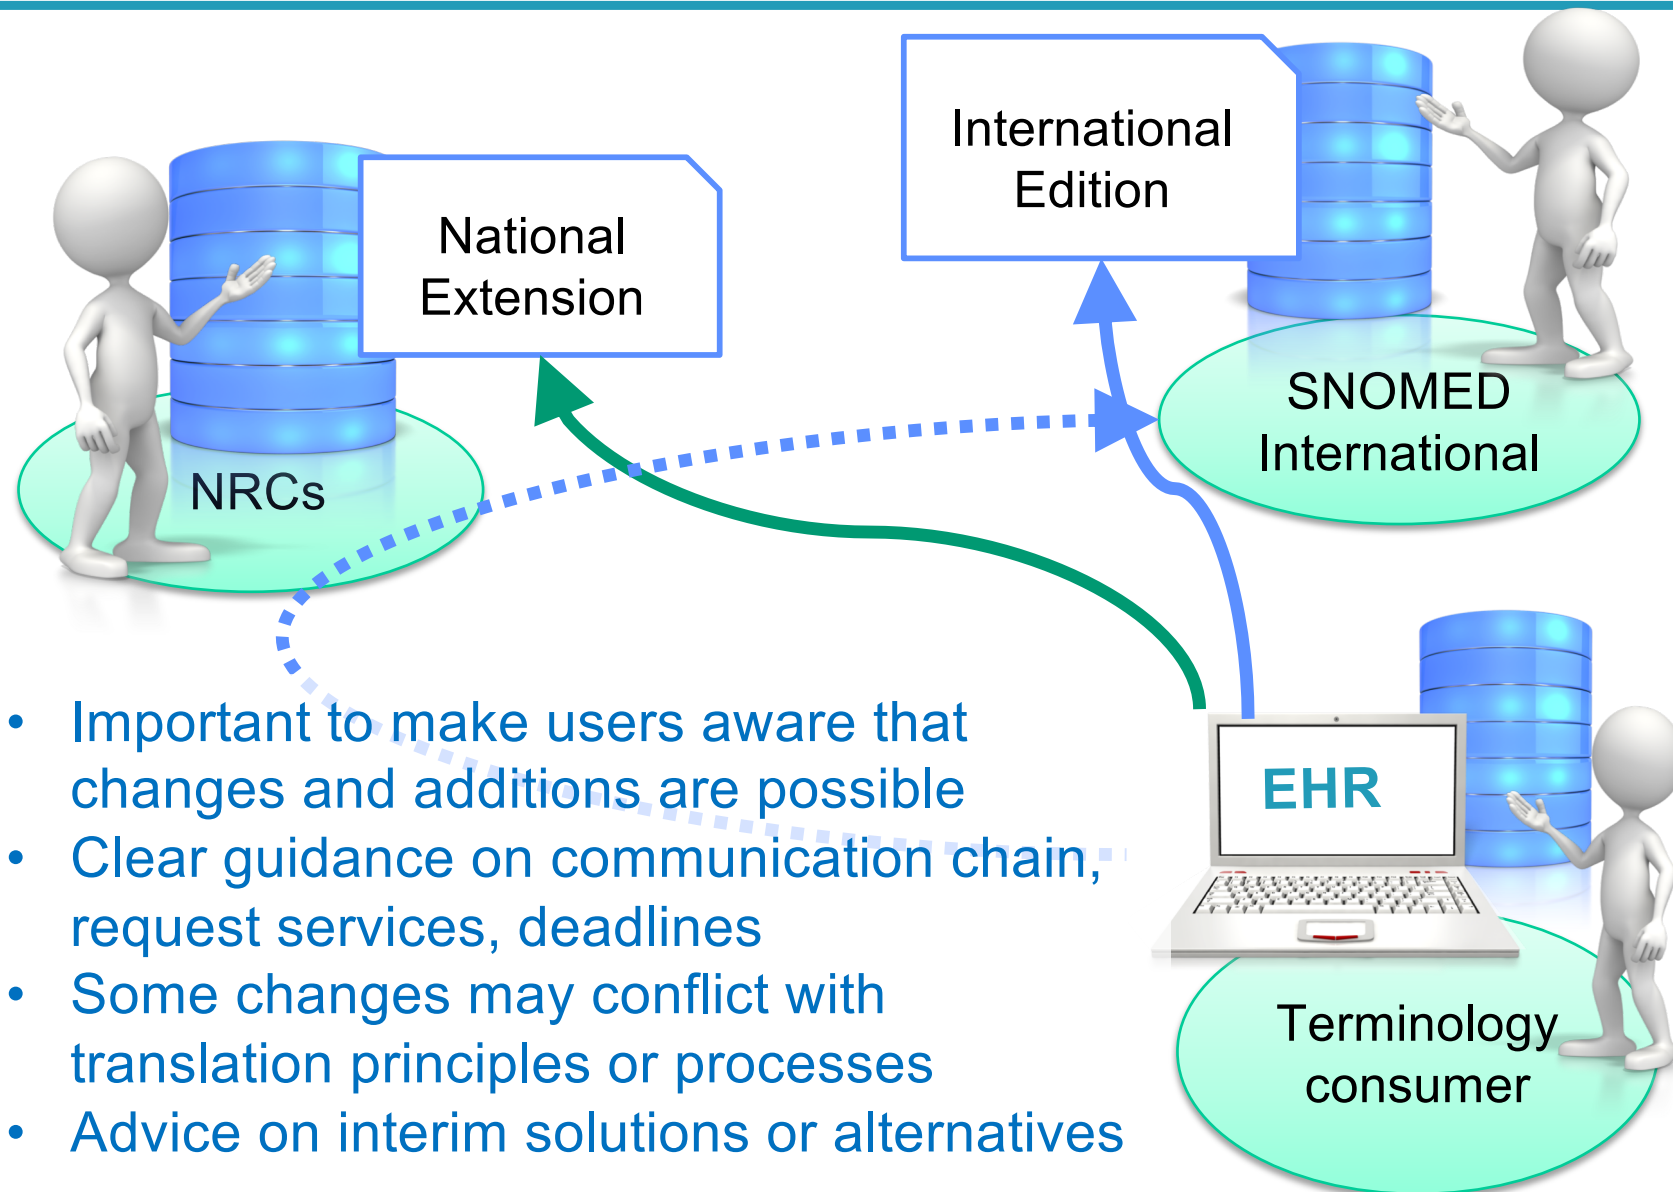 International
Edition
National
Extension
SNOMED
International
NRCs
EHR
• Important to make users aware that
changes and additions are possible
• Clear guidance on communication chain,
request services, deadlines
• Some changes may conflict with
translation principles or processes
• Advice on interim solutions or alternatives
Terminology
consumer